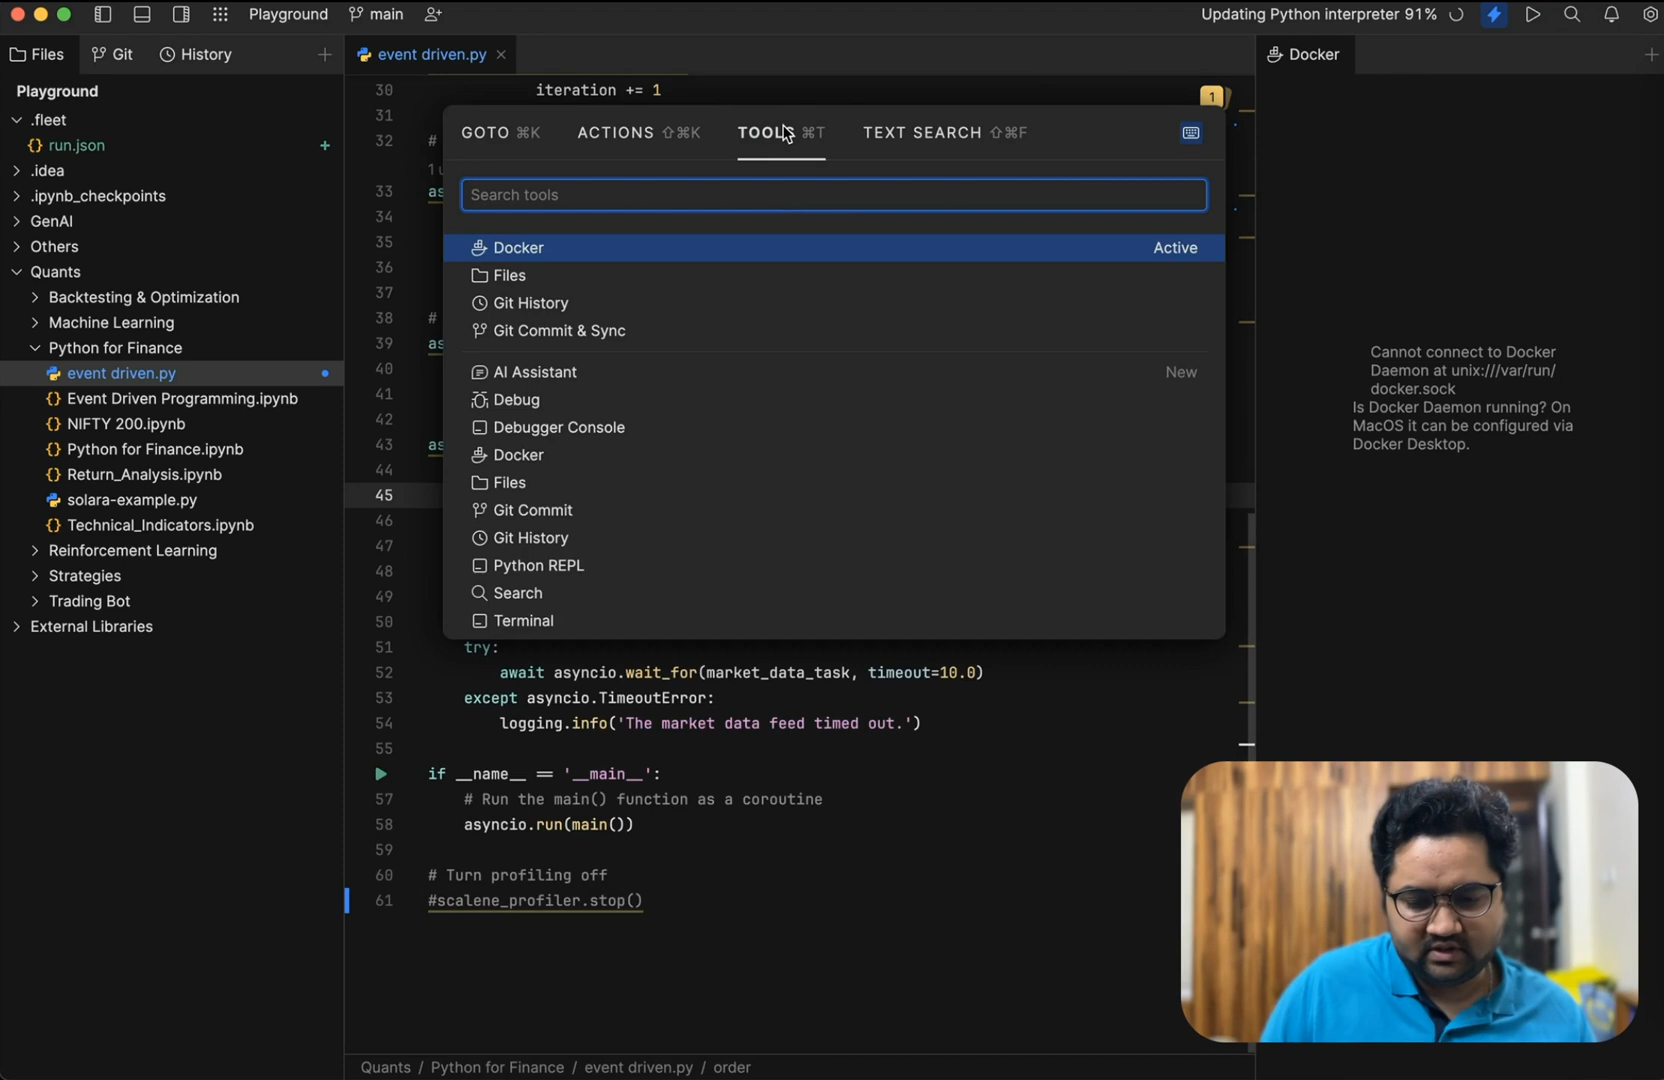 Playground
main
Updating Python interpreter 91%
Files
Git
History
event driven.py
Docker
Playground
.fleet
{} run.json +
.idea
.ipynb_checkpoints
GenAI
Others
Quants
Backtesting & Optimization
Machine Learning
Python for Finance
event driven.py
{} Event Driven Programming.ipynb
{} NIFTY 200.ipynb
{} Python for Finance.ipynb
{} Return_Analysis.ipynb
solara-example.py
{} Technical_Indicators.ipynb
Reinforcement Learning
Strategies
Trading Bot
External Libraries
30 iteration += 1
1
31
32 #
1 u
33 as
34
35
36
37
38 #
39 as
40
41
42
43 as
44
45
46
47
48
49
50
51 try:
52 await asyncio.wait_for(market_data_task, timeout=10.0)
53 except asyncio.TimeoutError:
54 logging.info('The market data feed timed out.')
55
if __name__ == '__main__':
57 # Run the main() function as a coroutine
58 asyncio.run(main())
59
60 # Turn profiling off
61 #scalene_profiler.stop()
GOTO ⌘K
ACTIONS ⇧⌘K
TOOLS ⌘T
TEXT SEARCH ⇧⌘F
Search tools
Docker Active
Files
Git History
Git Commit & Sync
AI Assistant New
Debug
Debugger Console
Docker
Files
Git Commit
Git History
Python REPL
Search
Terminal
Cannot connect to Docker
Daemon at unix:///var/run/
docker.sock
Is Docker Daemon running? On
MacOS it can be configured via
Docker Desktop.
Quants / Python for Finance / event driven.py / order